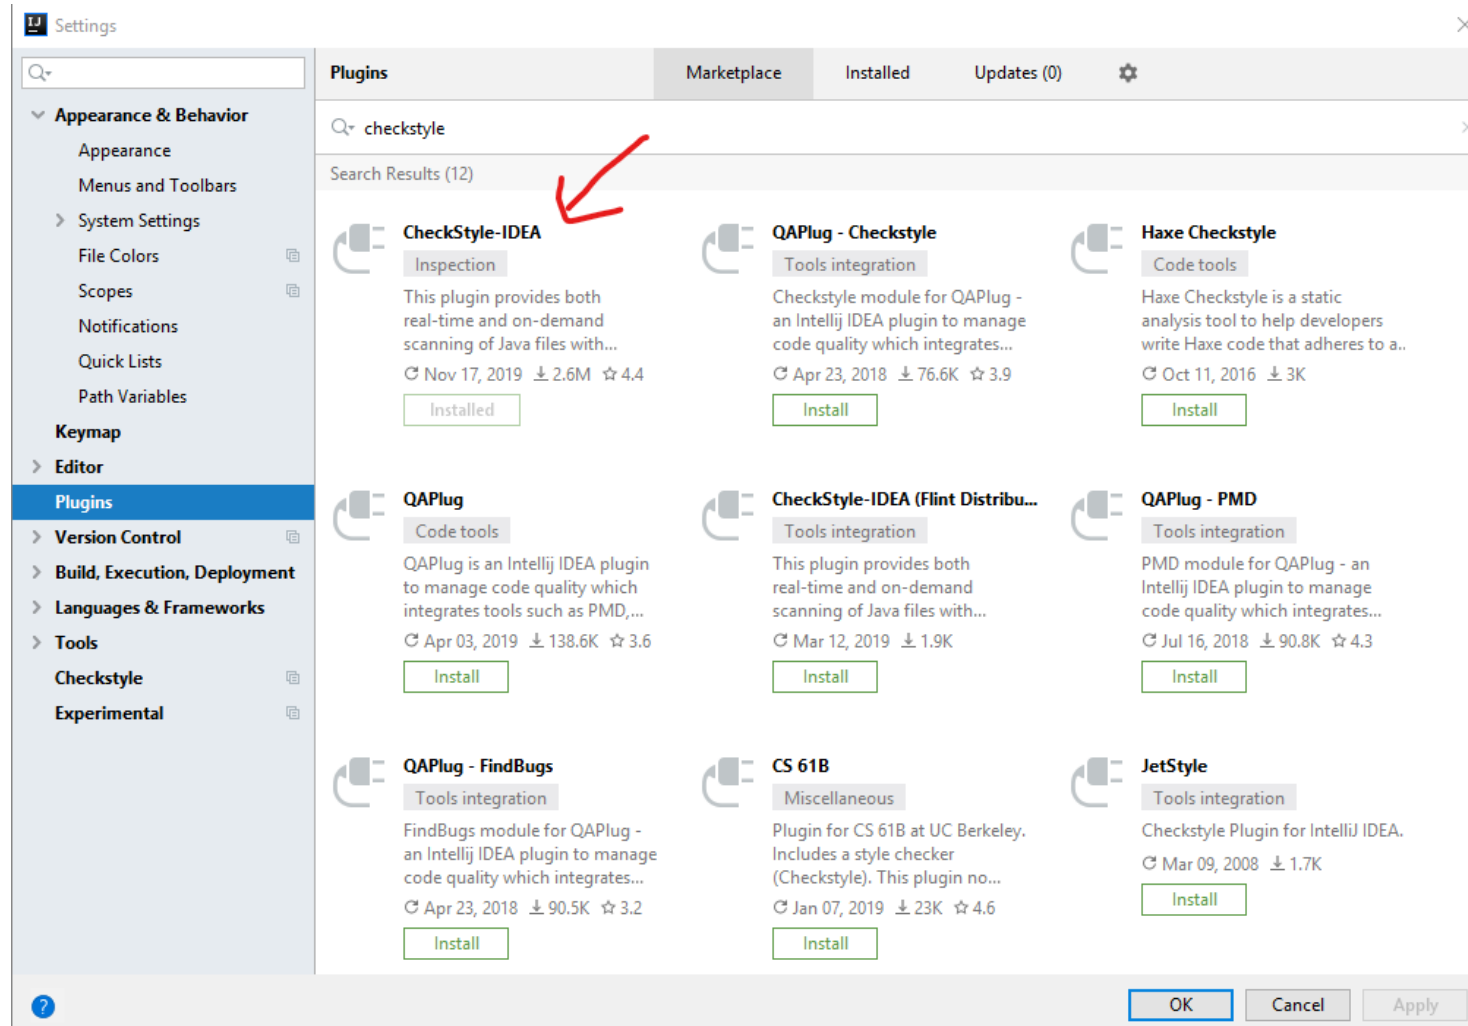 Settings
Plugins
Marketplace
Installed
Updates (0)
Appearance & Behavior
Appearance
Menus and Toolbars
System Settings
File Colors
Scopes
Notifications
Quick Lists
Path Variables
Keymap
Editor
Plugins
Version Control
Build, Execution, Deployment
Languages & Frameworks
Tools
Checkstyle
Experimental
checkstyle
Search Results (12)
CheckStyle-IDEA
Inspection
This plugin provides both
real-time and on-demand
scanning of Java files with...
Nov 17, 2019 2.6M 4.4
Installed
QAPlug - Checkstyle
Tools integration
Checkstyle module for QAPlug -
an Intellij IDEA plugin to manage
code quality which integrates...
Apr 23, 2018 76.6K 3.9
Install
Haxe Checkstyle
Code tools
Haxe Checkstyle is a static
analysis tool to help developers
write Haxe code that adheres to a..
Oct 11, 2016 3K
Install
QAPlug
Code tools
QAPlug is an Intellij IDEA plugin
to manage code quality which
integrates tools such as PMD,...
Apr 03, 2019 138.6K 3.6
Install
CheckStyle-IDEA (Flint Distribu...
Tools integration
This plugin provides both
real-time and on-demand
scanning of Java files with...
Mar 12, 2019 1.9K
Install
QAPlug - PMD
Tools integration
PMD module for QAPlug - an
Intellij IDEA plugin to manage
code quality which integrates...
Jul 16, 2018 90.8K 4.3
Install
QAPlug - FindBugs
Tools integration
FindBugs module for QAPlug -
an Intellij IDEA plugin to manage
code quality which integrates...
Apr 23, 2018 90.5K 3.2
Install
CS 61B
Miscellaneous
Plugin for CS 61B at UC Berkeley.
Includes a style checker
(Checkstyle). This plugin no...
Jan 07, 2019 23K 4.6
Install
JetStyle
Tools integration
Checkstyle Plugin for IntelliJ IDEA.
Mar 09, 2008 1.7K
Install
?
OK
Cancel
Apply